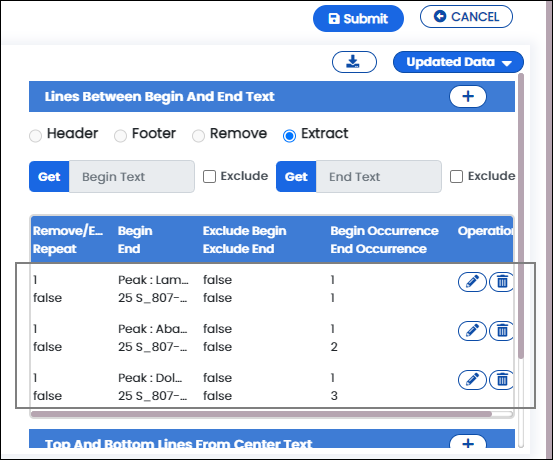 Submit
CANCEL
Updated Data
Lines Between Begin And End Text
Header Footer Remove Extract
Get Begin Text Exclude Get End Text Exclude
Remove/E... Begin Exclude Begin Begin Occurrence Operation
Repeat End Exclude End End Occurrence
1 Peak : Lam... false 1
false 25 S_807-... false 1
1 Peak : Aba... false 1
false 25 S_807-... false 2
1 Peak : Dol... false 1
false 25 S_807-... false 3
Top And Bottom Lines From Center Text